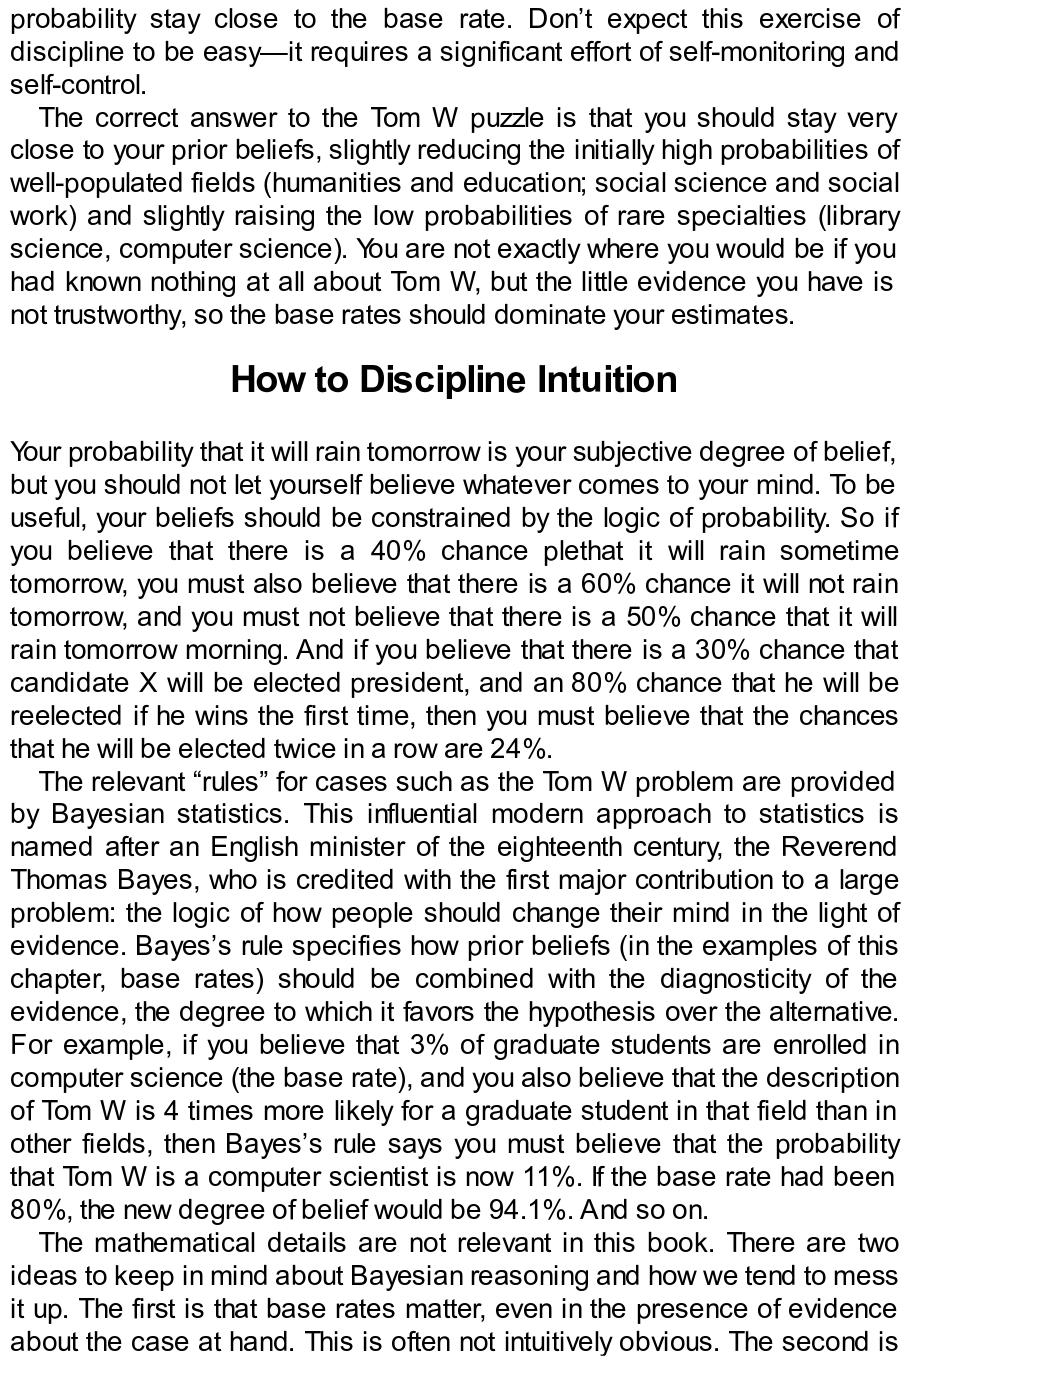 probability stay close to the base rate. Don’t expect this exercise of
discipline to be easy—it requires a significant effort of self-monitoring and
self-control.
The correct answer to the Tom W puzzle is that you should stay very
close to your prior beliefs, slightly reducing the initially high probabilities of
well-populated fields (humanities and education; social science and social
work) and slightly raising the low probabilities of rare specialties (library
science, computer science). You are not exactly where you would be if you
had known nothing at all about Tom W, but the little evidence you have is
not trustworthy, so the base rates should dominate your estimates.
How to Discipline Intuition
Your probability that it will rain tomorrow is your subjective degree of belief,
but you should not let yourself believe whatever comes to your mind. To be
useful, your beliefs should be constrained by the logic of probability. So if
you believe that there is a 40% chance plethat it will rain sometime
tomorrow, you must also believe that there is a 60% chance it will not rain
tomorrow, and you must not believe that there is a 50% chance that it will
rain tomorrow morning. And if you believe that there is a 30% chance that
candidate X will be elected president, and an 80% chance that he will be
reelected if he wins the first time, then you must believe that the chances
that he will be elected twice in a row are 24%.
The relevant “rules” for cases such as the Tom W problem are provided
by Bayesian statistics. This influential modern approach to statistics is
named after an English minister of the eighteenth century, the Reverend
Thomas Bayes, who is credited with the first major contribution to a large
problem: the logic of how people should change their mind in the light of
evidence. Bayes’s rule specifies how prior beliefs (in the examples of this
chapter, base rates) should be combined with the diagnosticity of the
evidence, the degree to which it favors the hypothesis over the alternative.
For example, if you believe that 3% of graduate students are enrolled in
computer science (the base rate), and you also believe that the description
of Tom W is 4 times more likely for a graduate student in that field than in
other fields, then Bayes’s rule says you must believe that the probability
that Tom W is a computer scientist is now 11%. If the base rate had been
80%, the new degree of belief would be 94.1%. And so on.
The mathematical details are not relevant in this book. There are two
ideas to keep in mind about Bayesian reasoning and how we tend to mess
it up. The first is that base rates matter, even in the presence of evidence
about the case at hand. This is often not intuitively obvious. The second is